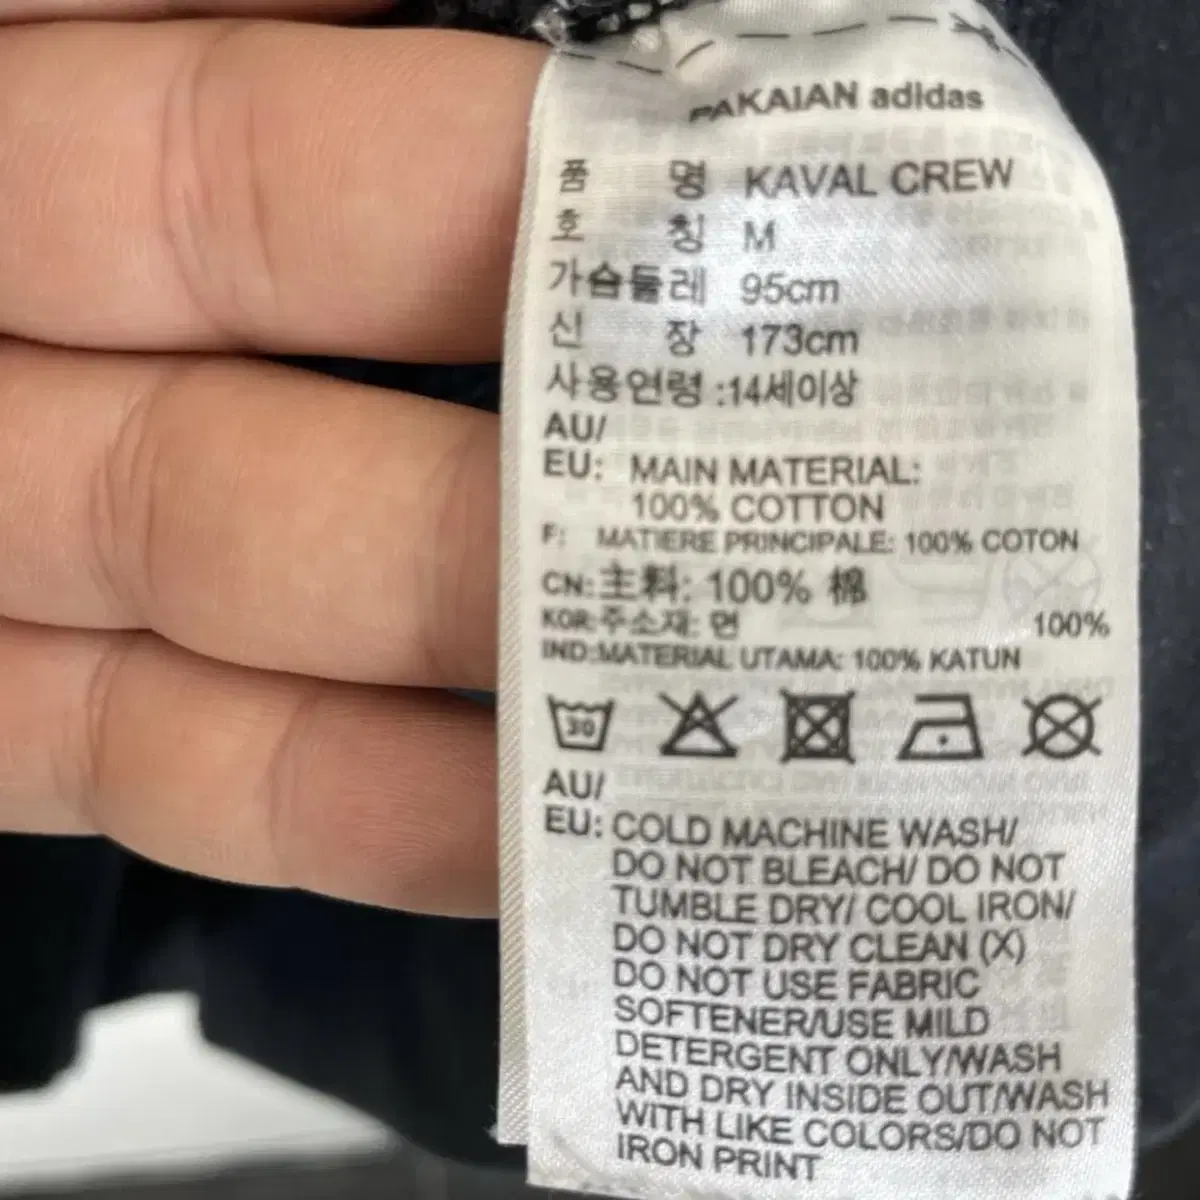 PAKAIAN adidas
품 명 KAVAL CREW
호 칭 M
가슴둘레 95cm
신 장 173cm
사용연령 :14세이상
AU/
EU: MAIN MATERIAL:
100% COTTON
F: MATIERE PRINCIPALE: 100% COTON
CN:主料: 100% 棉
KOR:주소재: 면 100%
IND:MATERIAL UTAMA: 100% KATUN
30
AU/
EU: COLD MACHINE WASH/
DO NOT BLEACH/ DO NOT
TUMBLE DRY/ COOL IRON/
DO NOT DRY CLEAN (X)
DO NOT USE FABRIC
SOFTENER/USE MILD
DETERGENT ONLY/WASH
AND DRY INSIDE OUT/WASH
WITH LIKE COLORS/DO NOT
IRON PRINT